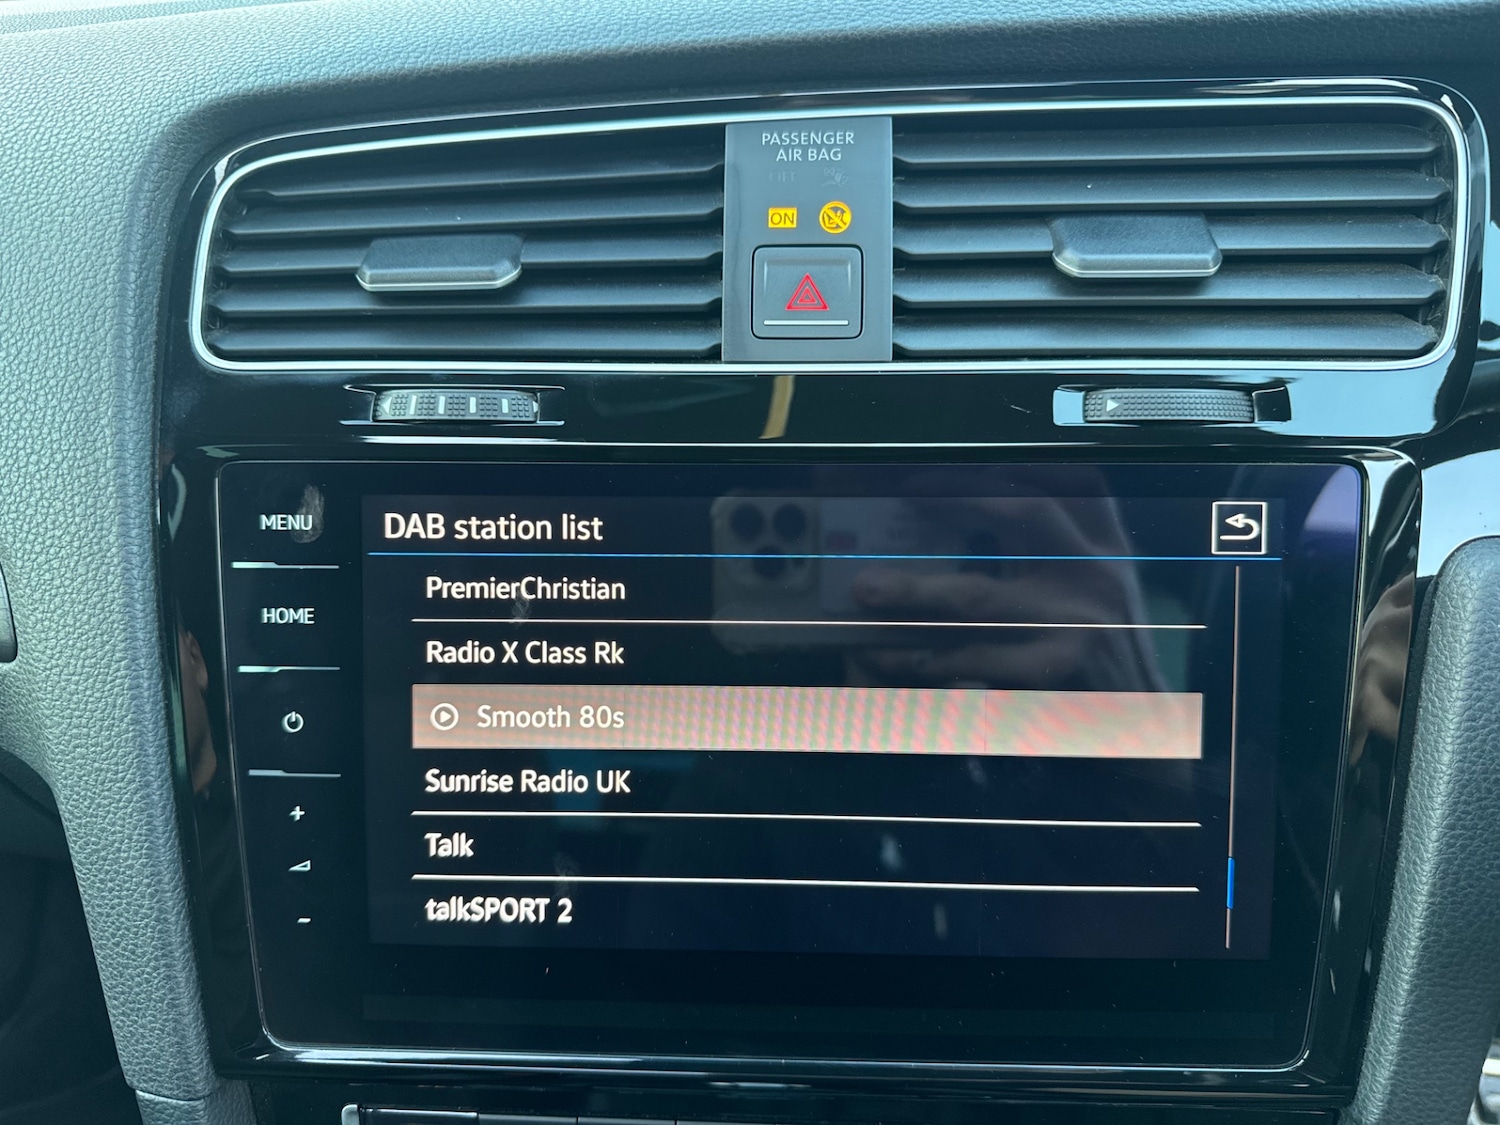 PASSENGER
AIR BAG
OFF
ON
MENU
DAB station list
PremierChristian
HOME
Radio X Class Rk
Smooth 80s
Sunrise Radio UK
+
Talk
talkSPORT 2
-